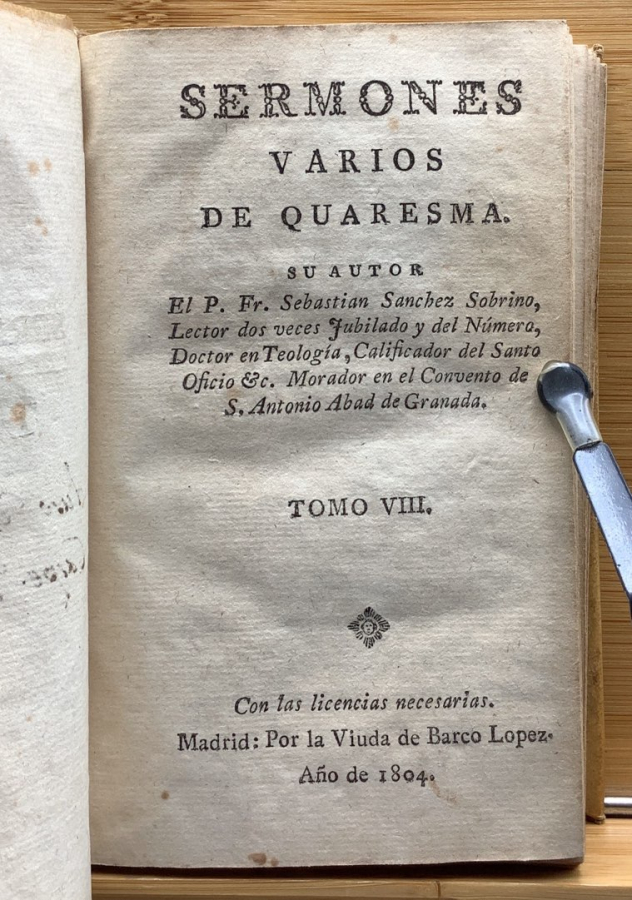 SERMONES
VARIOS
DE QUARESMA.
SU AUTOR
El P. Fr. Sebastian Sanchez Sobrino,
Lector dos veces Jubilado y del Número,
Doctor en Teología, Calificador del Santo
Oficio &c. Morador en el Convento de
S. Antonio Abad de Granada.
TOMO VIII.
Con las licencias necesarias.
Madrid: Por la Viuda de Barco Lopez.
Año de 1804.